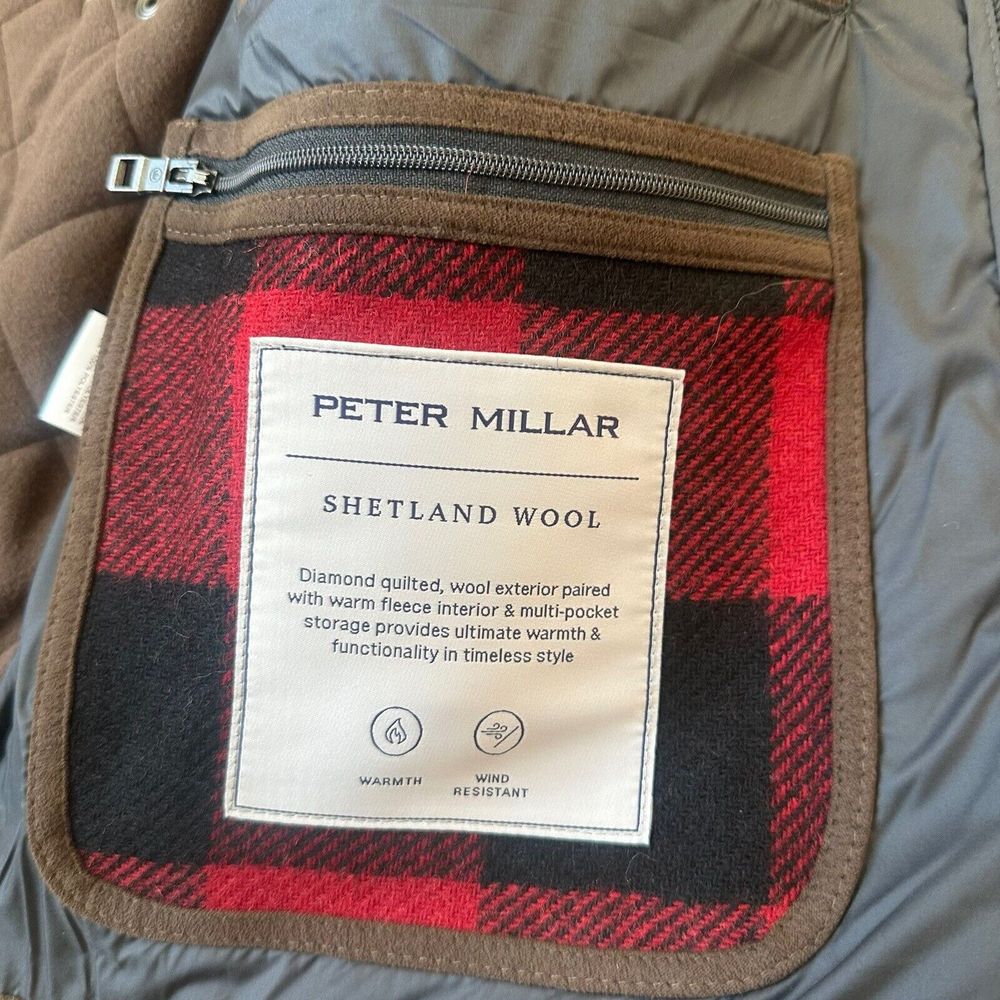 PETER MILLAR
SHETLAND WOOL
Diamond quilted, wool exterior paired
with warm fleece interior & multi-pocket
storage provides ultimate warmth &
functionality in timeless style
WARMTH
WIND
RESISTANT